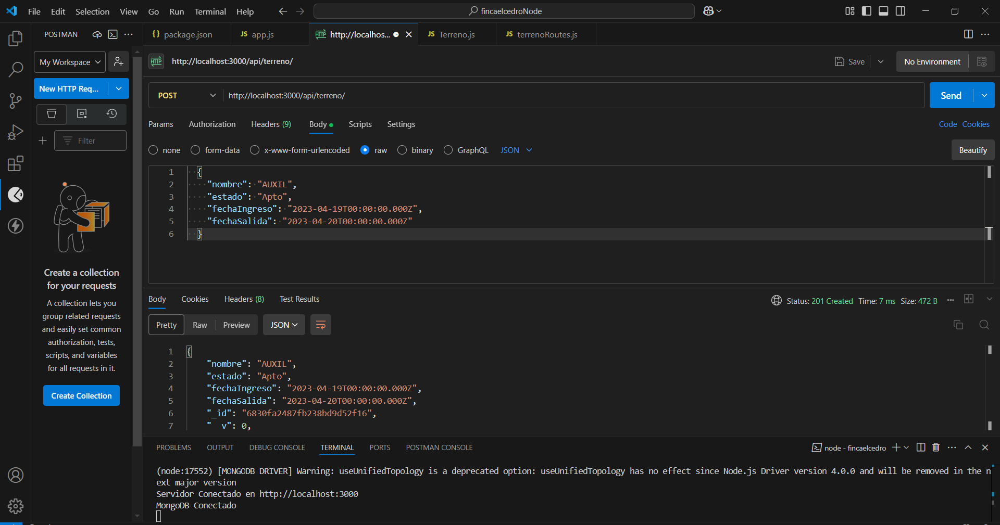 File Edit Selection View Go Run Terminal Help
fincaelcedroNode
POSTMAN
{} package.json
JS app.js
HTTP http://localhos...
JS Terreno.js
JS terrenoRoutes.js
My Workspace
New HTTP Req...
Filter
Create a collection
for your requests
A collection lets you
group related requests
and easily set common
authorization, tests,
scripts, and variables
for all requests in it.
Create Collection
HTTP http://localhost:3000/api/terreno/
Save
No Environment
POST http://localhost:3000/api/terreno/
Send
Params Authorization Headers (9) Body Scripts Settings
Code Cookies
none form-data x-www-form-urlencoded raw binary GraphQL JSON
Beautify
1 {
2 "nombre": "AUXIL",
3 "estado": "Apto",
4 "fechaIngreso": "2023-04-19T00:00:00.000Z",
5 "fechaSalida": "2023-04-20T00:00:00.000Z"
6 }
Body Cookies Headers (8) Test Results
Status: 201 Created Time: 7 ms Size: 472 B
Pretty Raw Preview JSON
1 {
2 "nombre": "AUXIL",
3 "estado": "Apto",
4 "fechaIngreso": "2023-04-19T00:00:00.000Z",
5 "fechaSalida": "2023-04-20T00:00:00.000Z",
6 "_id": "6830fa2487fb238bd9d52f16",
7 "__v": 0,
PROBLEMS OUTPUT DEBUG CONSOLE TERMINAL PORTS POSTMAN CONSOLE
node - fincaelcedro
(node:17552) [MONGODB DRIVER] Warning: useUnifiedTopology is a deprecated option: useUnifiedTopology has no effect since Node.js Driver version 4.0.0 and will be removed in the n
ext major version
Servidor Conectado en http://localhost:3000
MongoDB Conectado